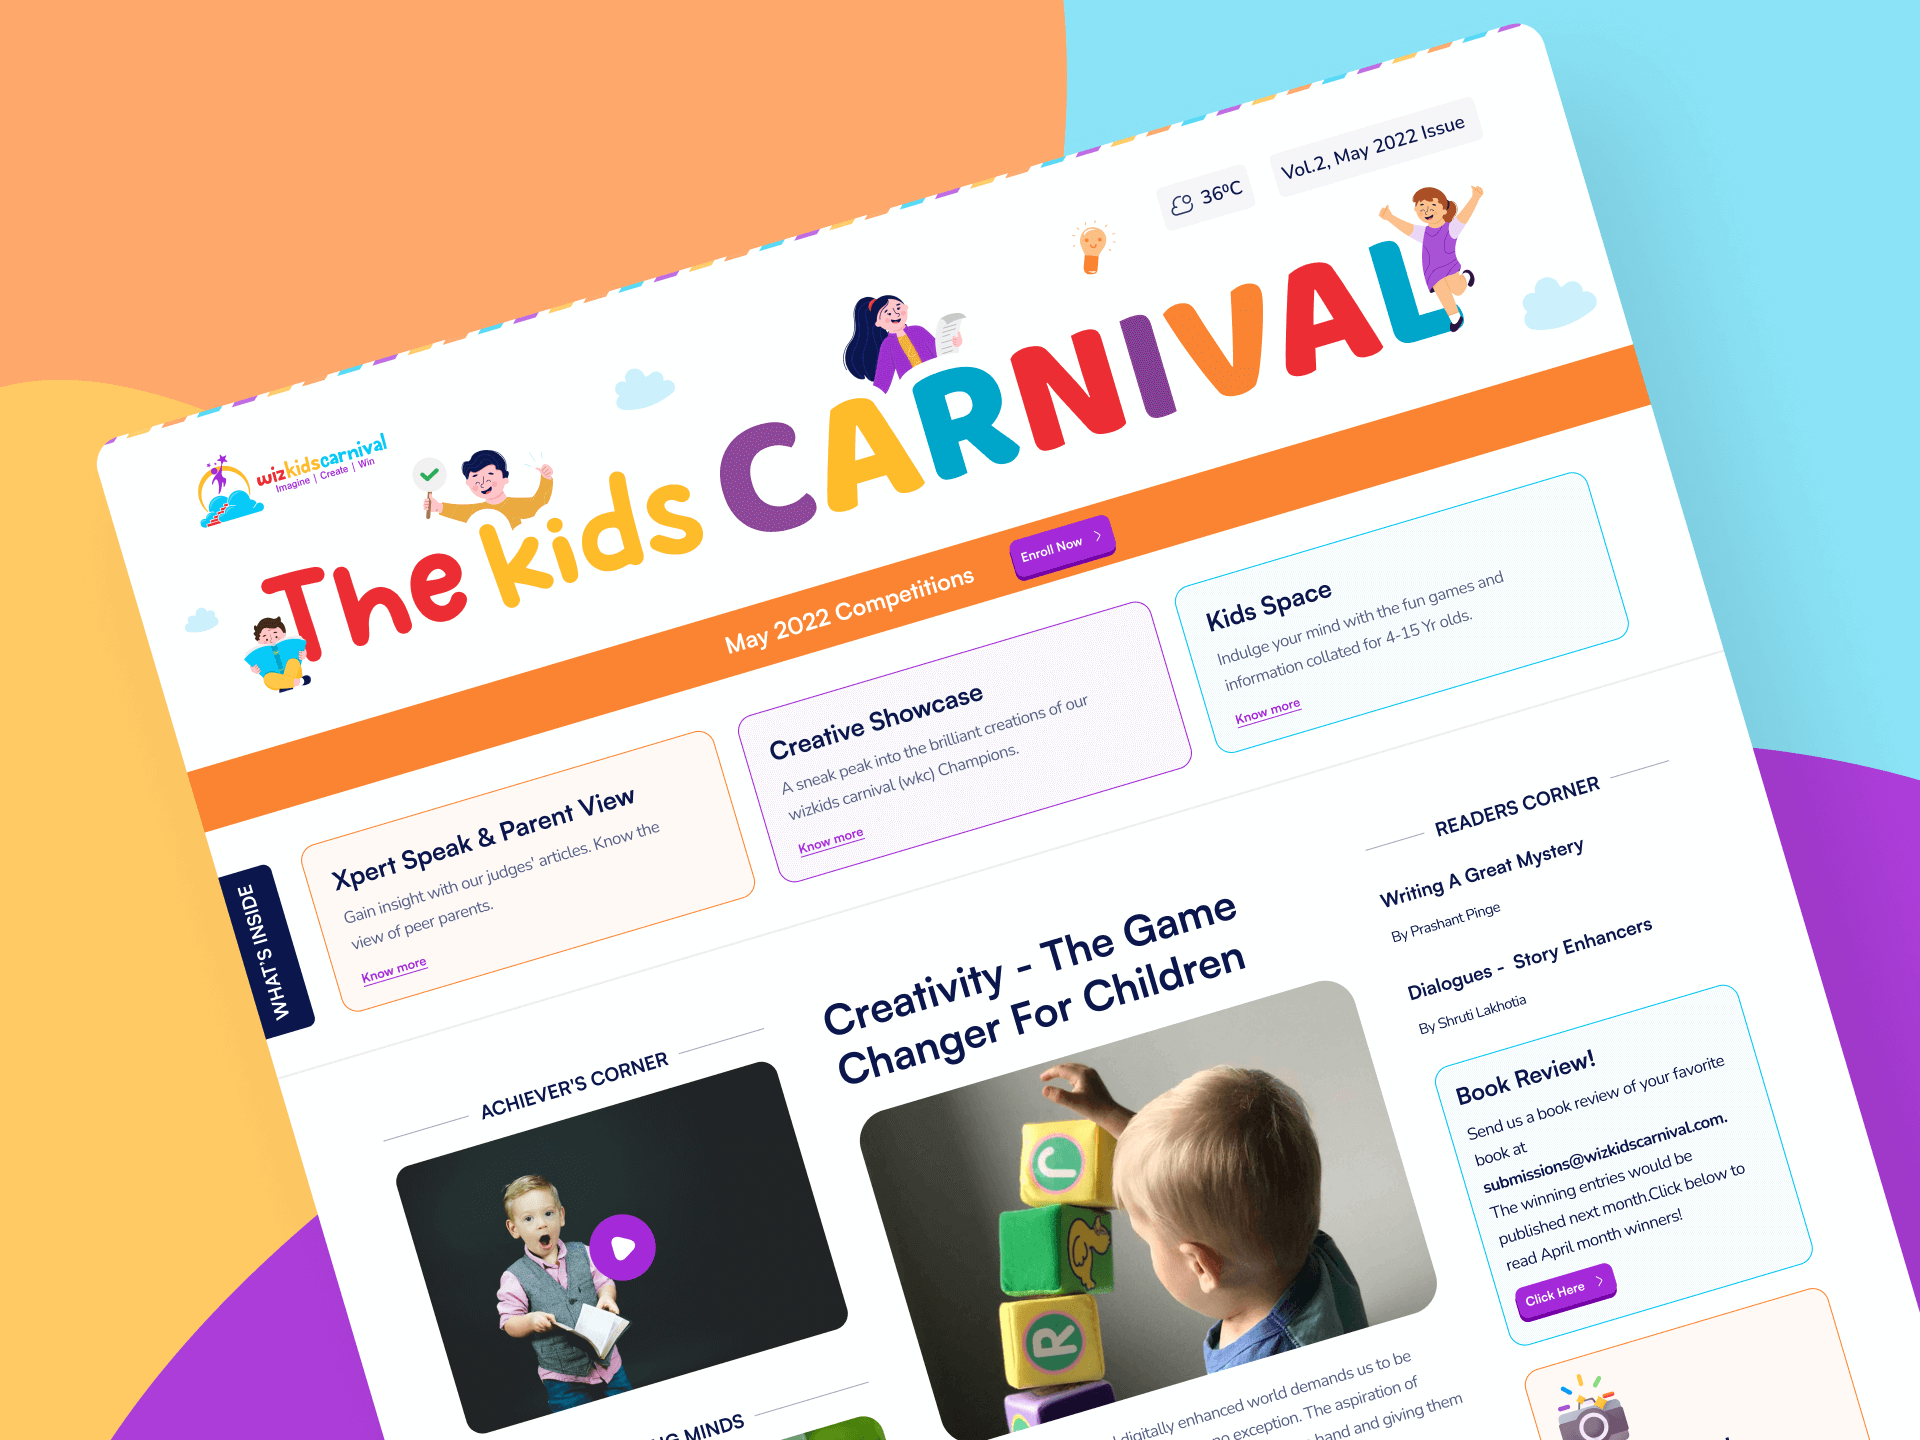 36ºC
Vol.2, May 2022 Issue
wizkidscarnival
Imagine | Create | Win
The kids CARNIVAL
May 2022 Competitions
Enroll Now
WHAT'S INSIDE
Xpert Speak & Parent View
Gain insight with our judges' articles. Know the
view of peer parents.
Know more
Creative Showcase
A sneak peak into the brilliant creations of our
wizkids carnival (wkc) Champions.
Know more
Kids Space
Indulge your mind with the fun games and
information collated for 4-15 Yr olds.
Know more
ACHIEVER'S CORNER
MINDS
Creativity - The Game
Changer For Children
R
digitally enhanced world demands us to be
exception. The aspiration of
hand and giving them
READERS CORNER
Writing A Great Mystery
By Prashant Pinge
Dialogues - Story Enhancers
By Shruti Lakhotia
Book Review!
Send us a book review of your favorite
book at
submissions@wizkidscarnival.com.
The winning entries would be
published next month.Click below to
read April month winners!
Click Here